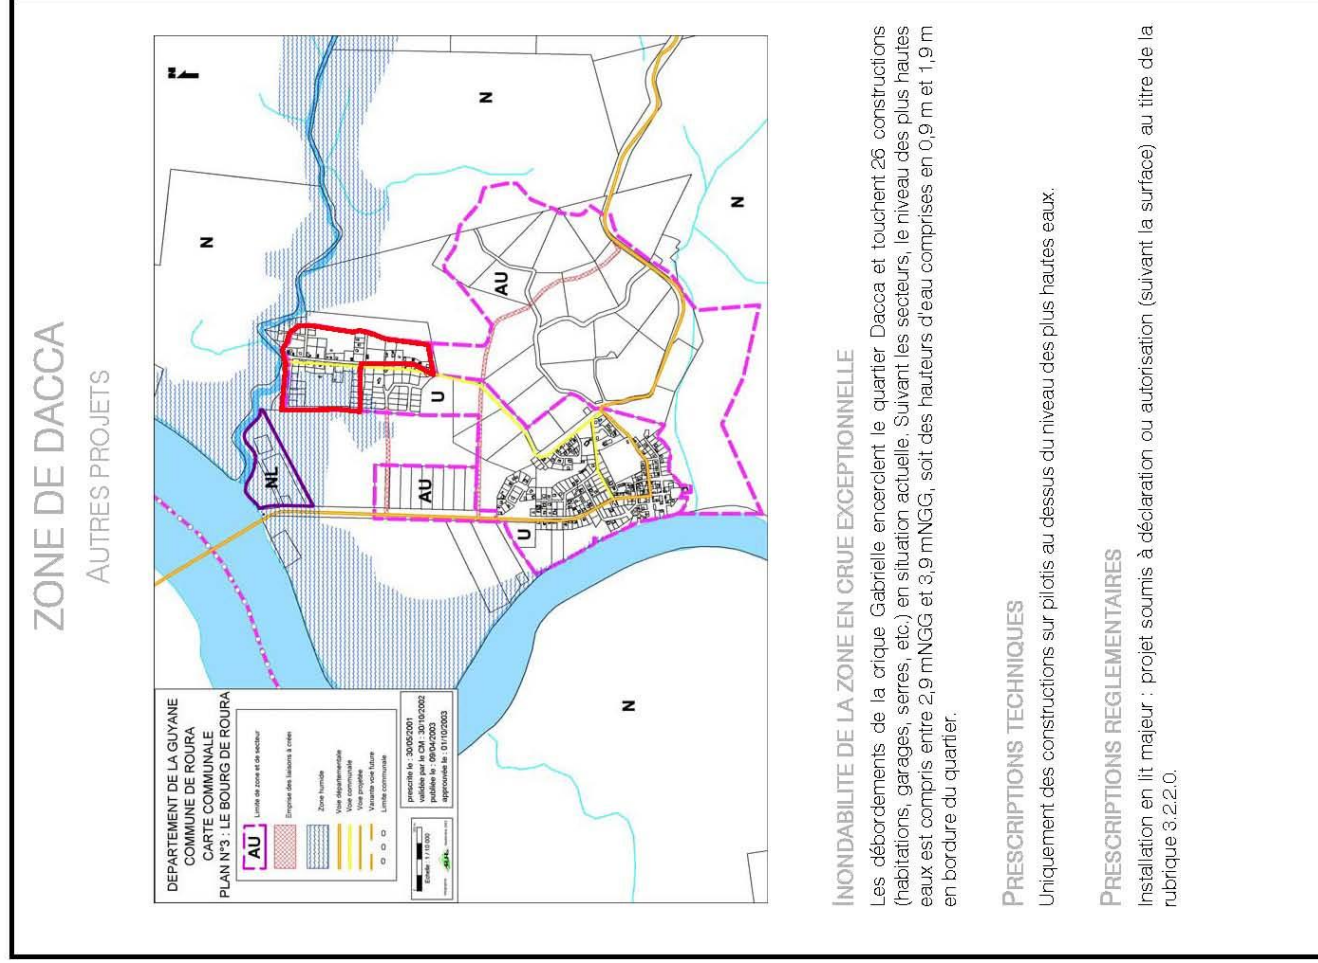 ZONE DE DACCA
AUTRES PROJETS
N
N
N
N
N
AU
AU
U
U
NL
N
DEPARTEMENT DE LA GUYANE
COMMUNE DE ROURA
CARTE COMMUNALE
PLAN N°3 : LE BOURG DE ROURA
AU
Limite de zone et de secteur
Emprise des liaisons à créer
Zone humide
Voie départementale
Voie communale
Voie projetée
Variante voie future
Limite communale
prescrite le : 30/05/2001
validée par le CM : 30/10/2002
publiée le : 09/04/2003
approuvée le : 01/10/2003
Echelle : 1 / 10 000
INONDABILITE DE LA ZONE EN CRUE EXCEPTIONNELLE
Les débordements de la crique Gabrielle encerclent le quartier Dacca et touchent 26 constructions
(habitations, garages, serres, etc.) en situation actuelle. Suivant les secteurs, le niveau des plus hautes
eaux est compris entre 2,9 mNGG et 3,9 mNGG, soit des hauteurs d'eau comprises en 0,9 m et 1,9 m
en bordure du quartier.
PRESCRIPTIONS TECHNIQUES
Uniquement des constructions sur pilotis au dessus du niveau des plus hautes eaux.
PRESCRIPTIONS REGLEMENTAIRES
Installation en lit majeur : projet soumis à déclaration ou autorisation (suivant la surface) au titre de la
rubrique 3.2.2.0.